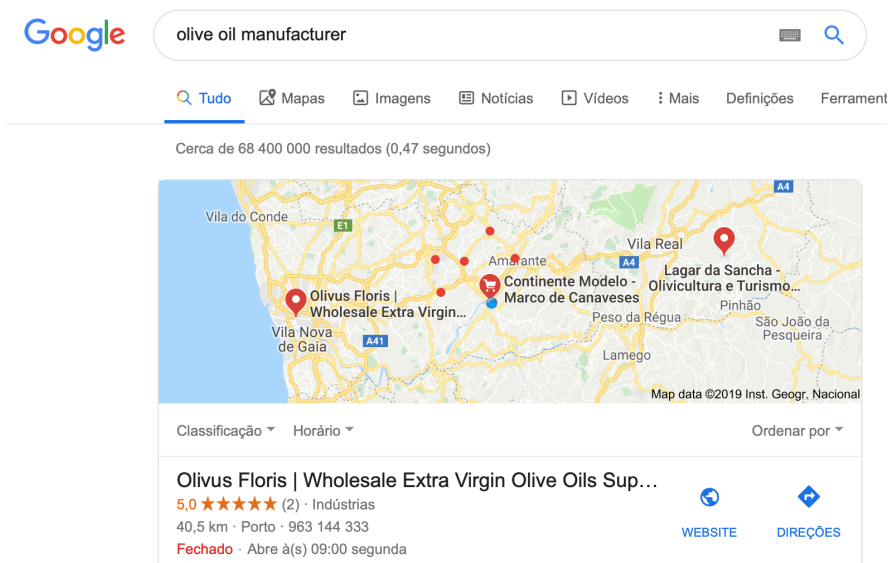 Google
olive oil manufacturer
Tudo Mapas Imagens Notícias Vídeos Mais Definições Ferrament
Cerca de 68 400 000 resultados (0,47 segundos)
A4
Vila do Conde
E1
Vila Real
Amarante
A4
Lagar da Sancha -
Olivicultura e Turismo...
Continente Modelo -
Marco de Canaveses
Olivus Floris |
Wholesale Extra Virgin...
Pinhão
Peso da Régua
São João da
Pesqueira
Vila Nova
de Gaia
A41
Lamego
Map data ©2019 Inst. Geogr. Nacional
Classificação Horário Ordenar por
Olivus Floris | Wholesale Extra Virgin Olive Oils Sup...
5,0 ★★★★★ (2) · Indústrias
40,5 km · Porto · 963 144 333
Fechado · Abre à(s) 09:00 segunda
WEBSITE DIREÇÕES